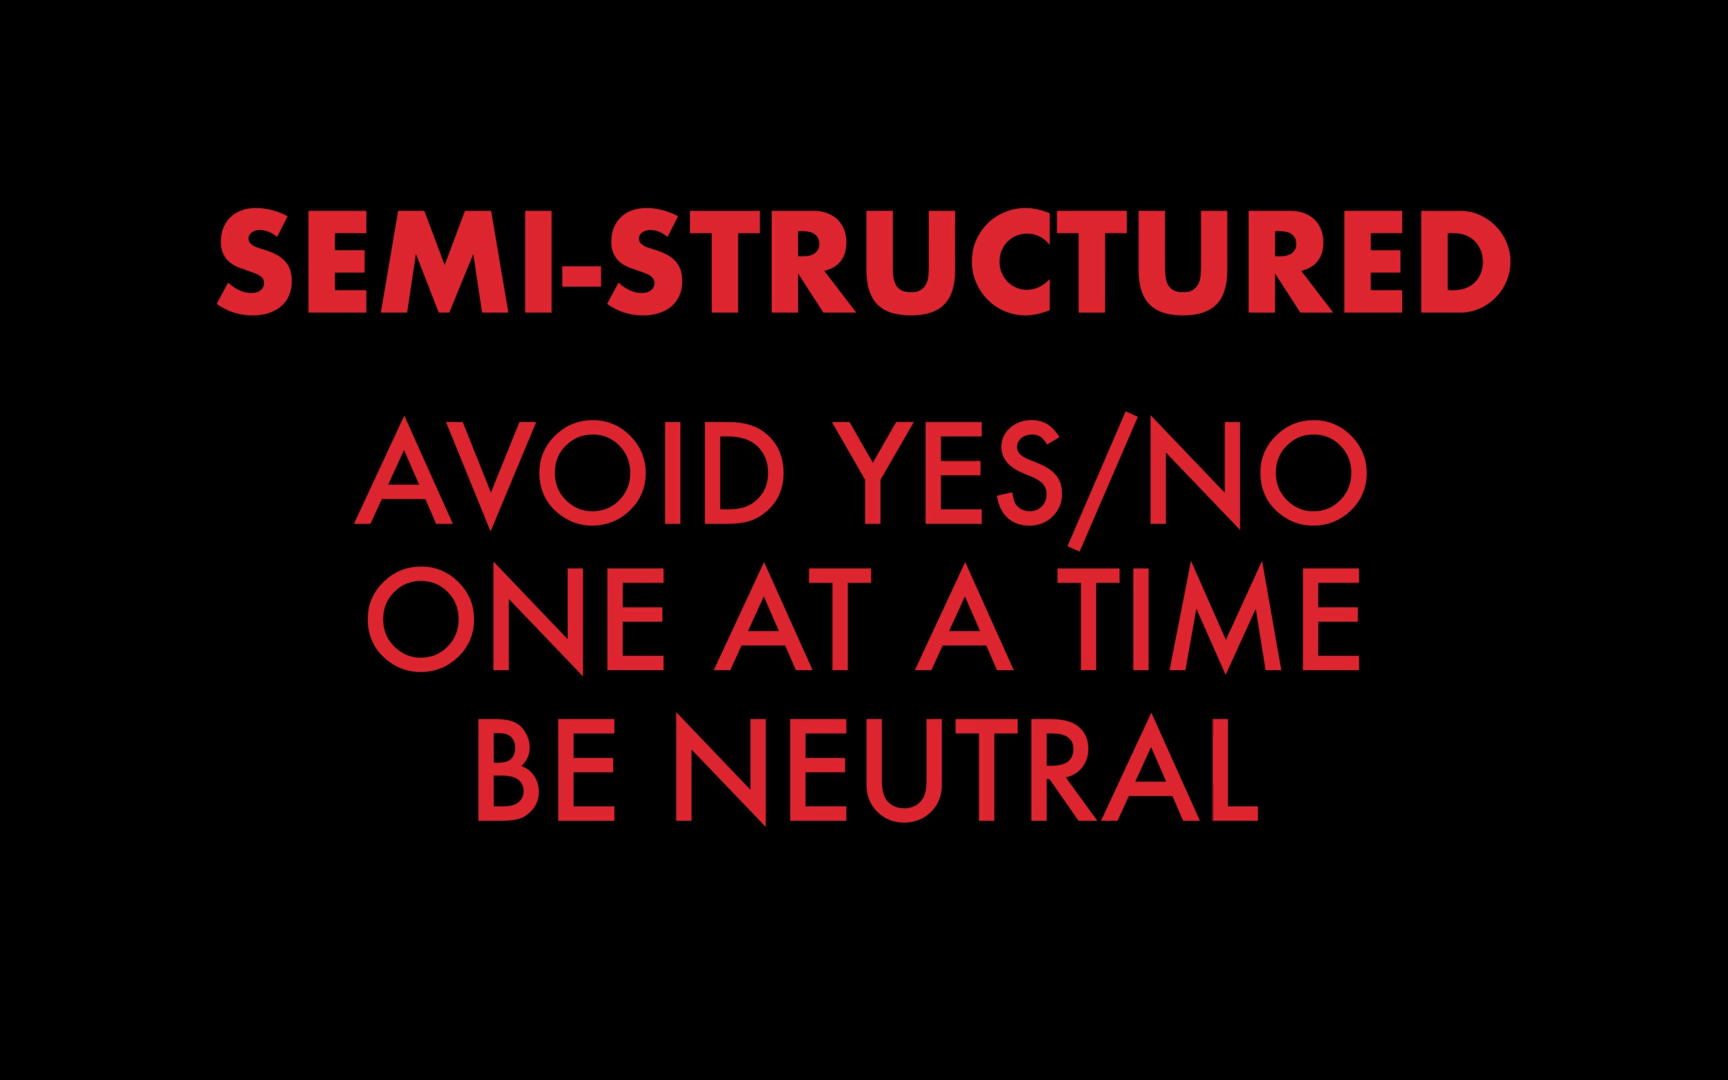 SEMI-STRUCTURED
AVOID YES/NO
ONE AT A TIME
BE NEUTRAL